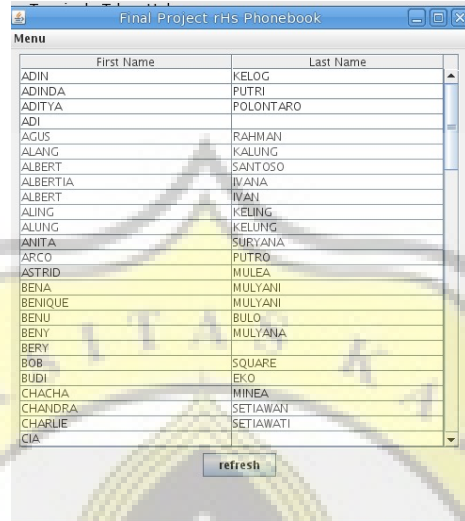 Final Project rHs Phonebook
Menu
First Name Last Name
ADIN KELOG
ADINDA PUTRI
ADITYA POLONTARO
ADI
AGUS RAHMAN
ALANG KALUNG
ALBERT SANTOSO
ALBERTIA IVANA
ALBERT IVAN
ALING KELING
ALUNG KELUNG
ANITA SURYANA
ARCO PUTRO
ASTRID MULEA
BENA MULYANI
BENIQUE MULYANI
BENU BULO
BENY MULYANA
BERY
BOB SQUARE
BUDI EKO
CHACHA MINEA
CHANDRA SETIAWAN
CHARLIE SETIAWATI
CIA
refresh